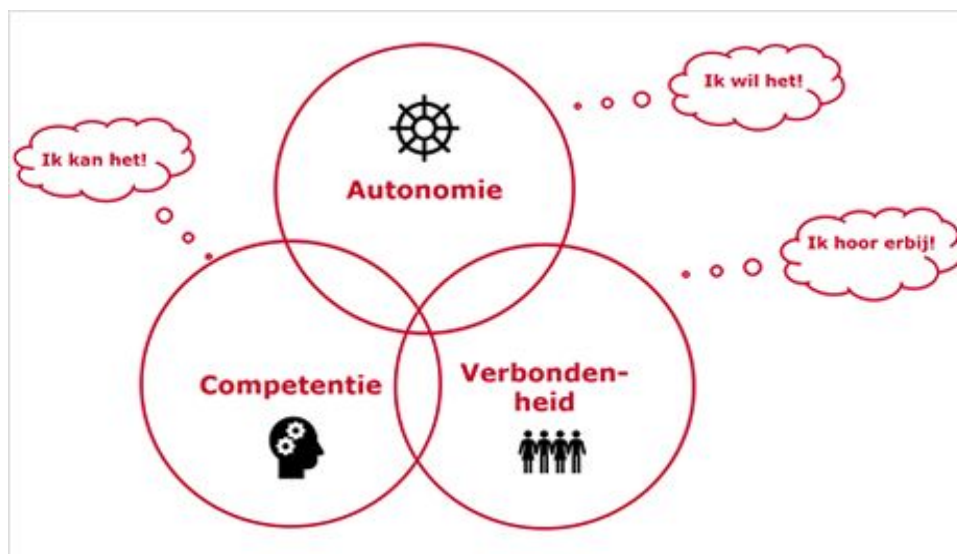 Ik wil het!
Ik kan het!
Autonomie
Ik hoor erbij!
Competentie
Verbonden-
heid